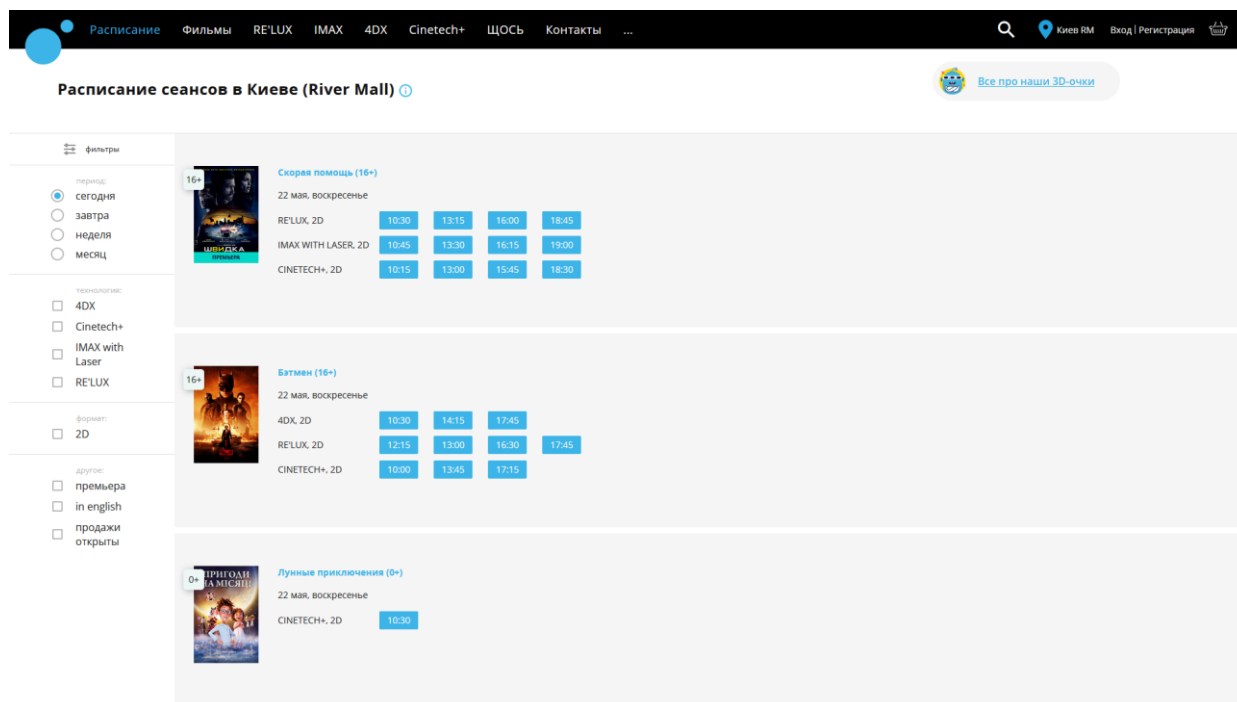 Расписание Фильмы RE'LUX IMAX 4DX Cinetech+ ЩОСЬ Контакты ... Киев RM Вход | Регистрация
Расписание сеансов в Киеве (River Mall)
Все про наши 3D-очки
фильтры
период:
сегодня
завтра
неделя
месяц
технология:
4DX
Cinetech+
IMAX with
Laser
RE'LUX
формат:
2D
другое:
премьера
in english
продажи
открыты
16+
ШВИДКА
ПРЕМЬЕРА
Скорая помощь (16+)
22 мая, воскресенье
RE'LUX, 2D 10:30 13:15 16:00 18:45
IMAX WITH LASER, 2D 10:45 13:30 16:15 19:00
CINETECH+, 2D 10:15 13:00 15:45 18:30
16+
Бэтмен (16+)
22 мая, воскресенье
4DX, 2D 10:30 14:15 17:45
RE'LUX, 2D 12:15 13:00 16:30 17:45
CINETECH+, 2D 10:00 13:45 17:15
0+
ПРИГОДИ
НА МІСЯЦІ
Лунные приключения (0+)
22 мая, воскресенье
CINETECH+, 2D 10:30